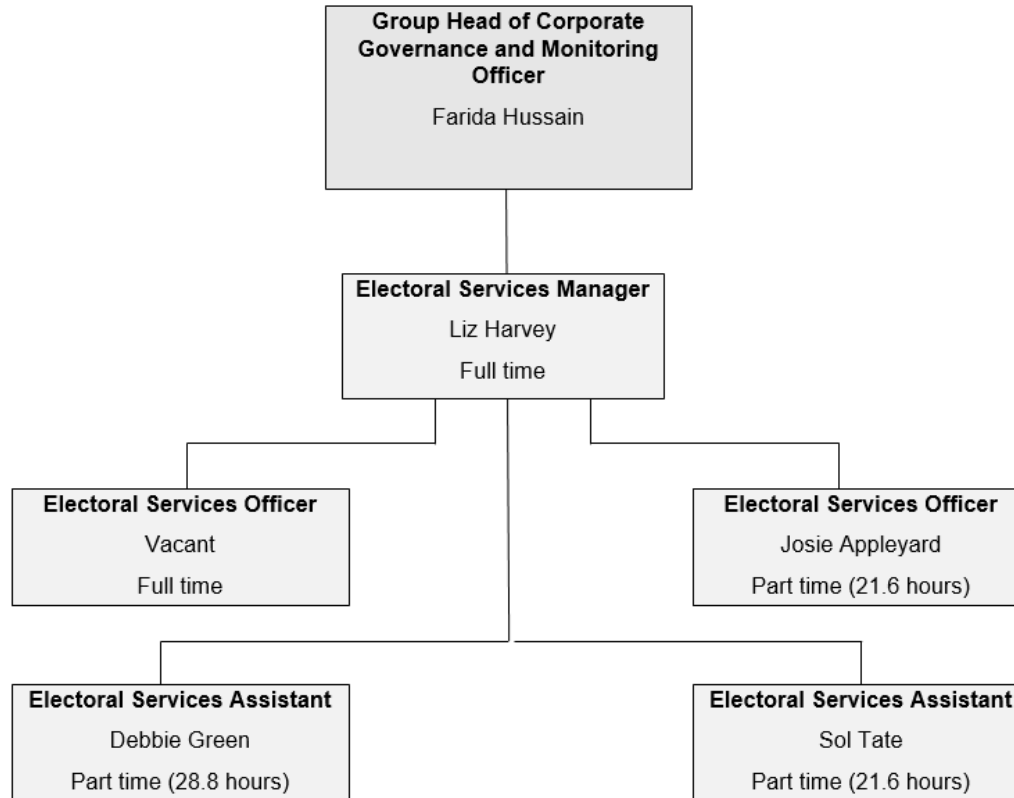 Group Head of Corporate
Governance and Monitoring
Officer
Farida Hussain
Electoral Services Manager
Liz Harvey
Full time
Electoral Services Officer
Vacant
Full time
Electoral Services Officer
Josie Appleyard
Part time (21.6 hours)
Electoral Services Assistant
Debbie Green
Part time (28.8 hours)
Electoral Services Assistant
Sol Tate
Part time (21.6 hours)